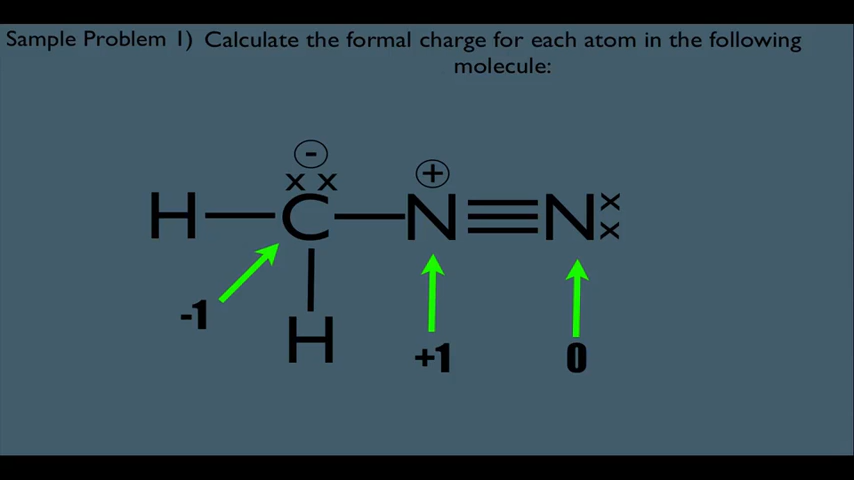 Sample Problem 1) Calculate the formal charge for each atom in the following
molecule:
- +
x x x
H C N N
x
-1 H +1 0